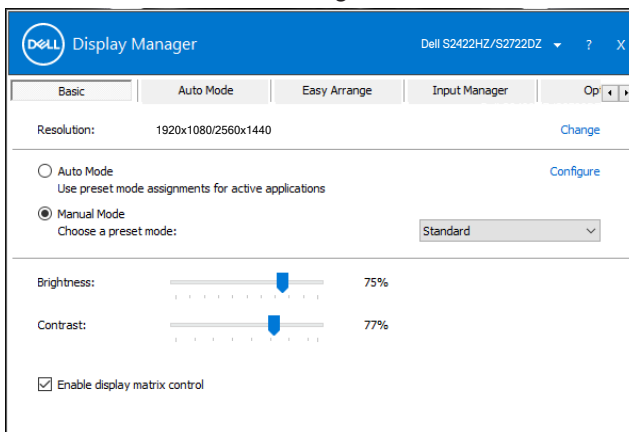 DELL Display Manager Dell S2422HZ/S2722DZ ? X
Basic Auto Mode Easy Arrange Input Manager Op
Resolution: 1920x1080/2560x1440 Change
Auto Mode Configure
Use preset mode assignments for active applications
Manual Mode
Choose a preset mode: Standard
Brightness: 75%
Contrast: 77%
Enable display matrix control